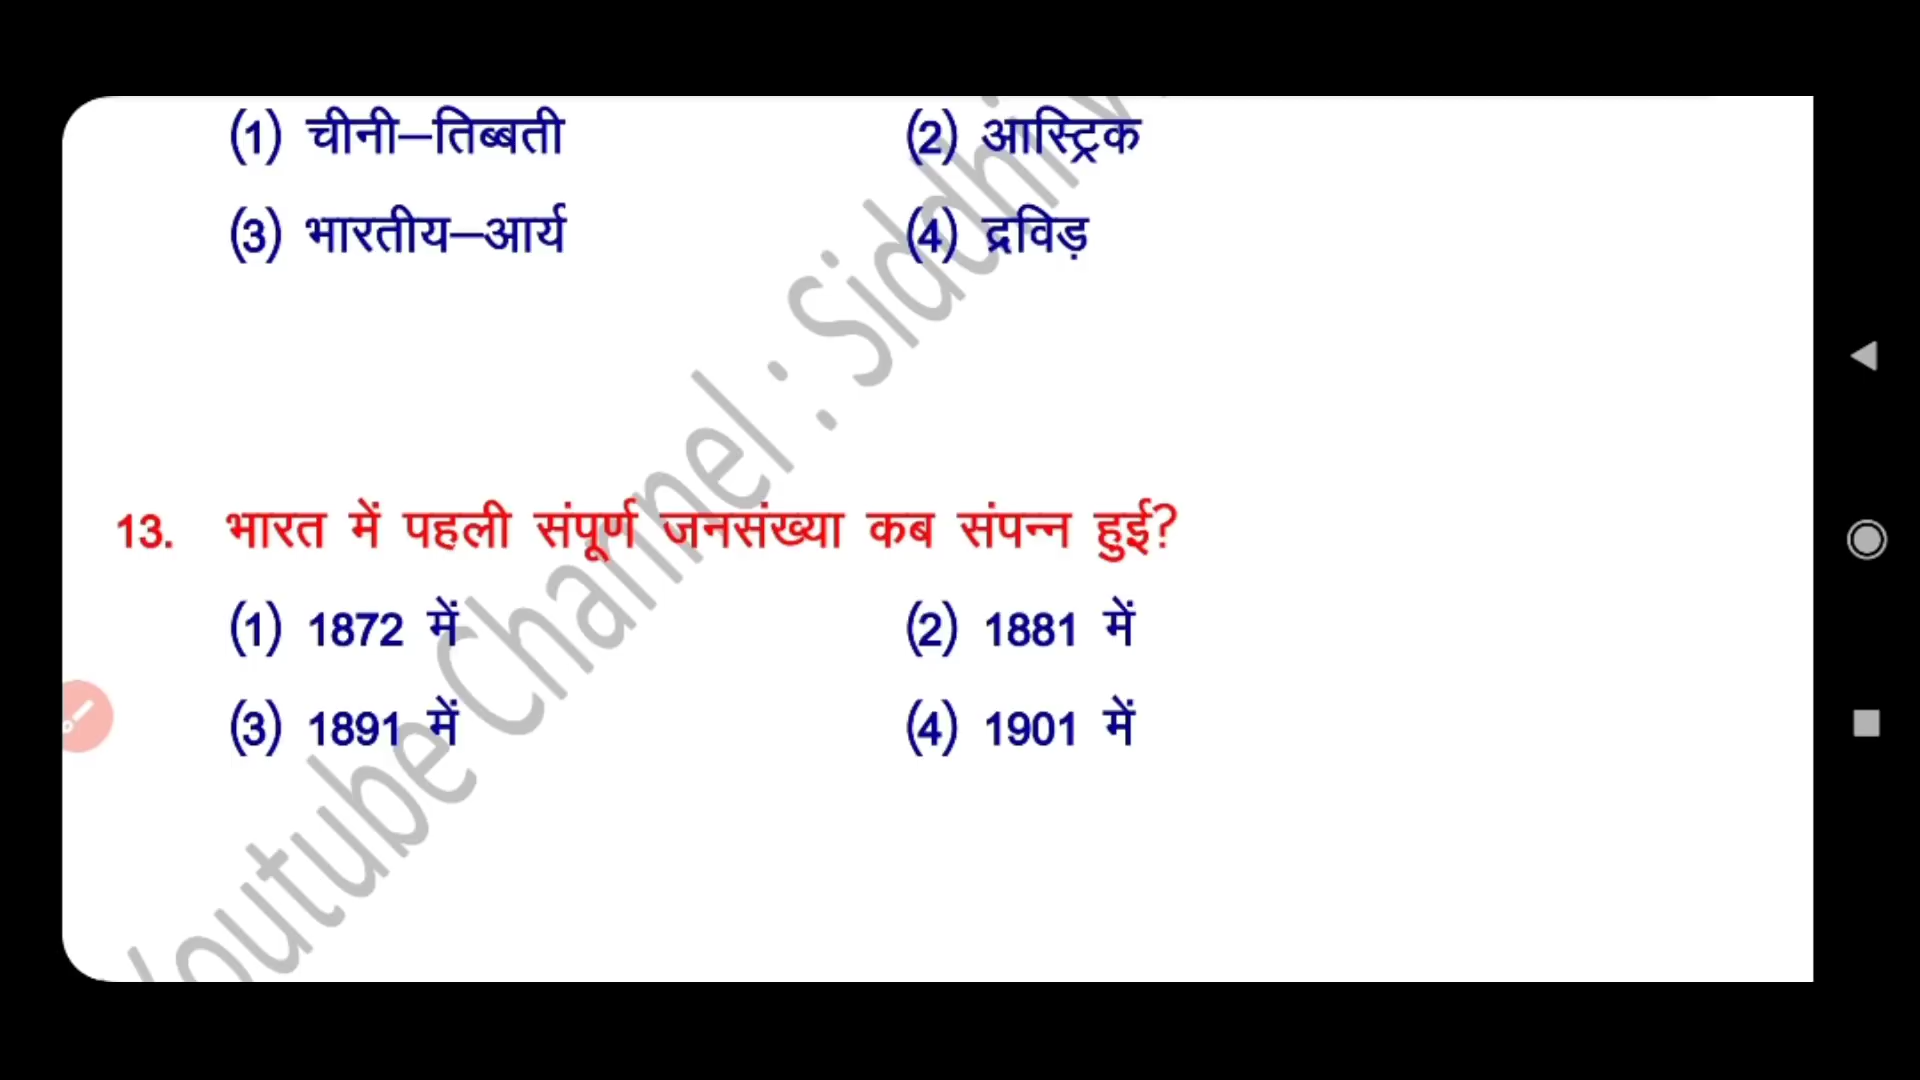 (1) चीनी–तिब्बती (2) आस्ट्रिक
(3) भारतीय–आर्य (4) द्रविड़
13. भारत में पहली संपूर्ण जनसंख्या कब संपन्न हुई?
(1) 1872 में (2) 1881 में
(3) 1891 में (4) 1901 में
Youtube Channel : Siddhi